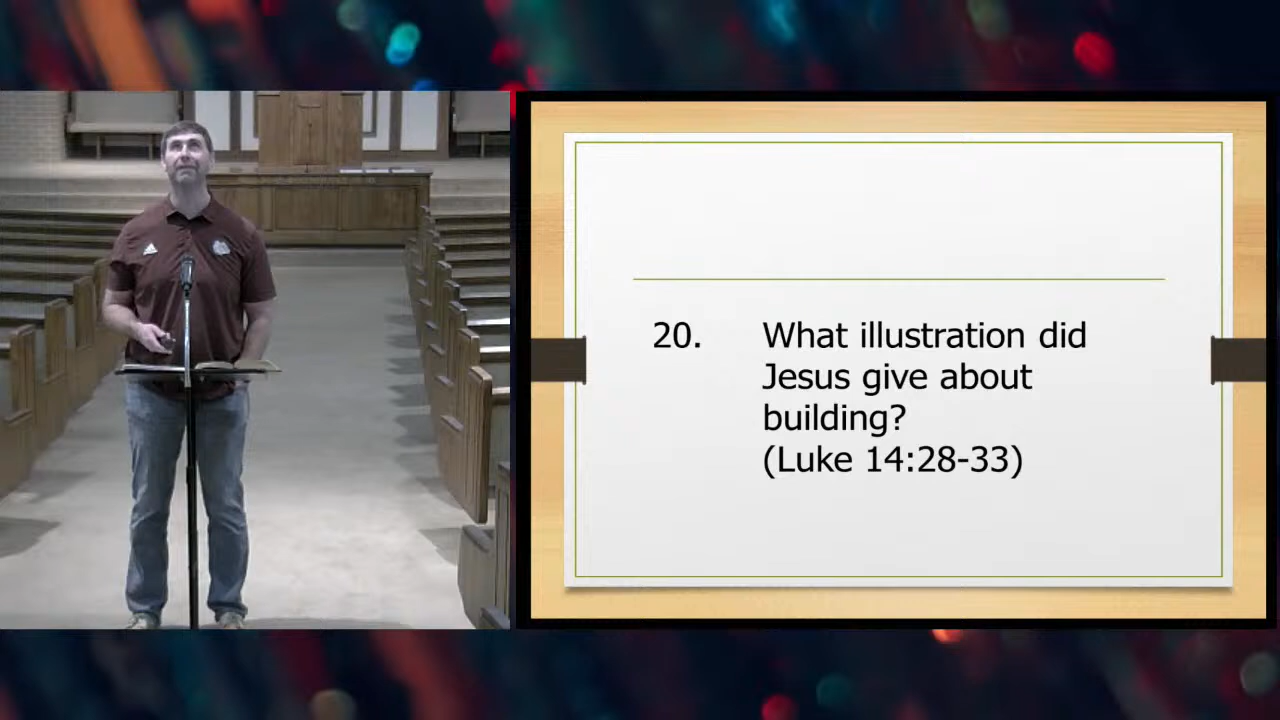 20. What illustration did
Jesus give about
building?
(Luke 14:28-33)